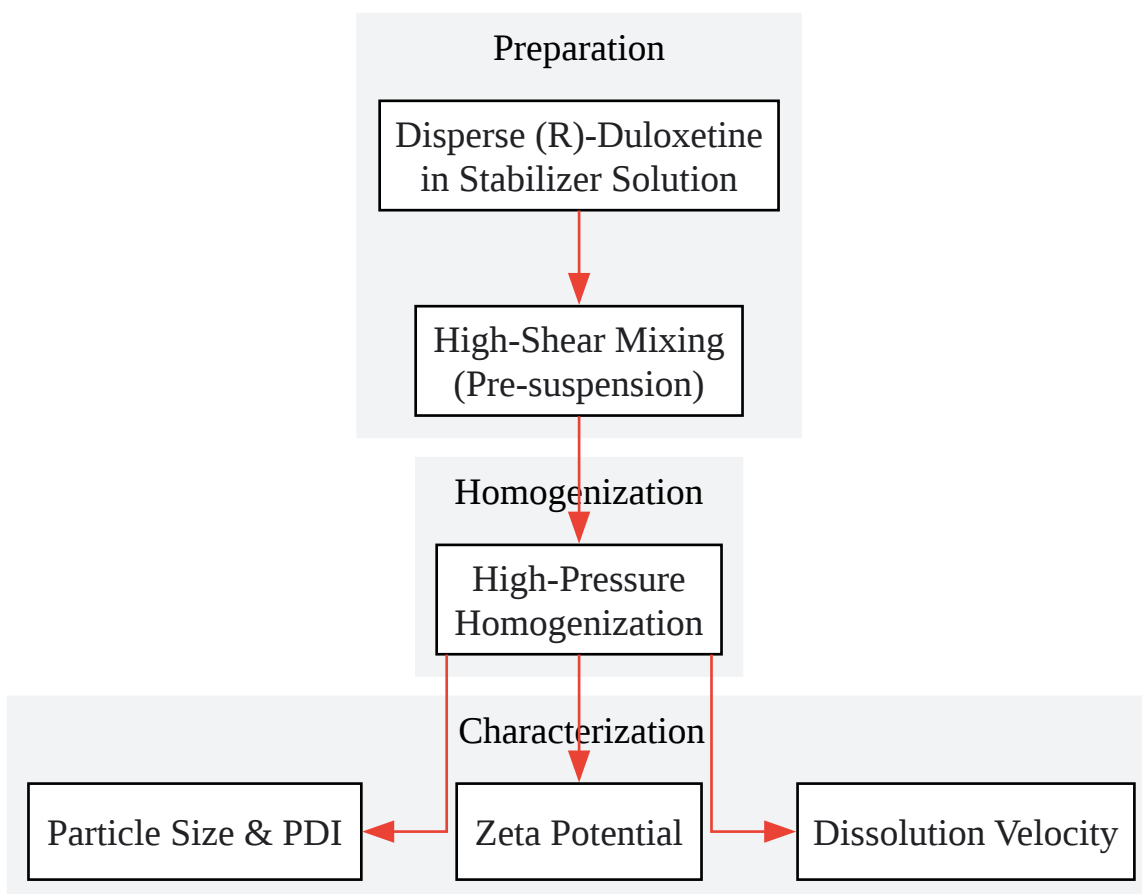 Preparation
Disperse (R)-Duloxetine
in Stabilizer Solution
High-Shear Mixing
(Pre-suspension)
Homogenization
High-Pressure
Homogenization
Characterization
Particle Size & PDI
Zeta Potential
Dissolution Velocity